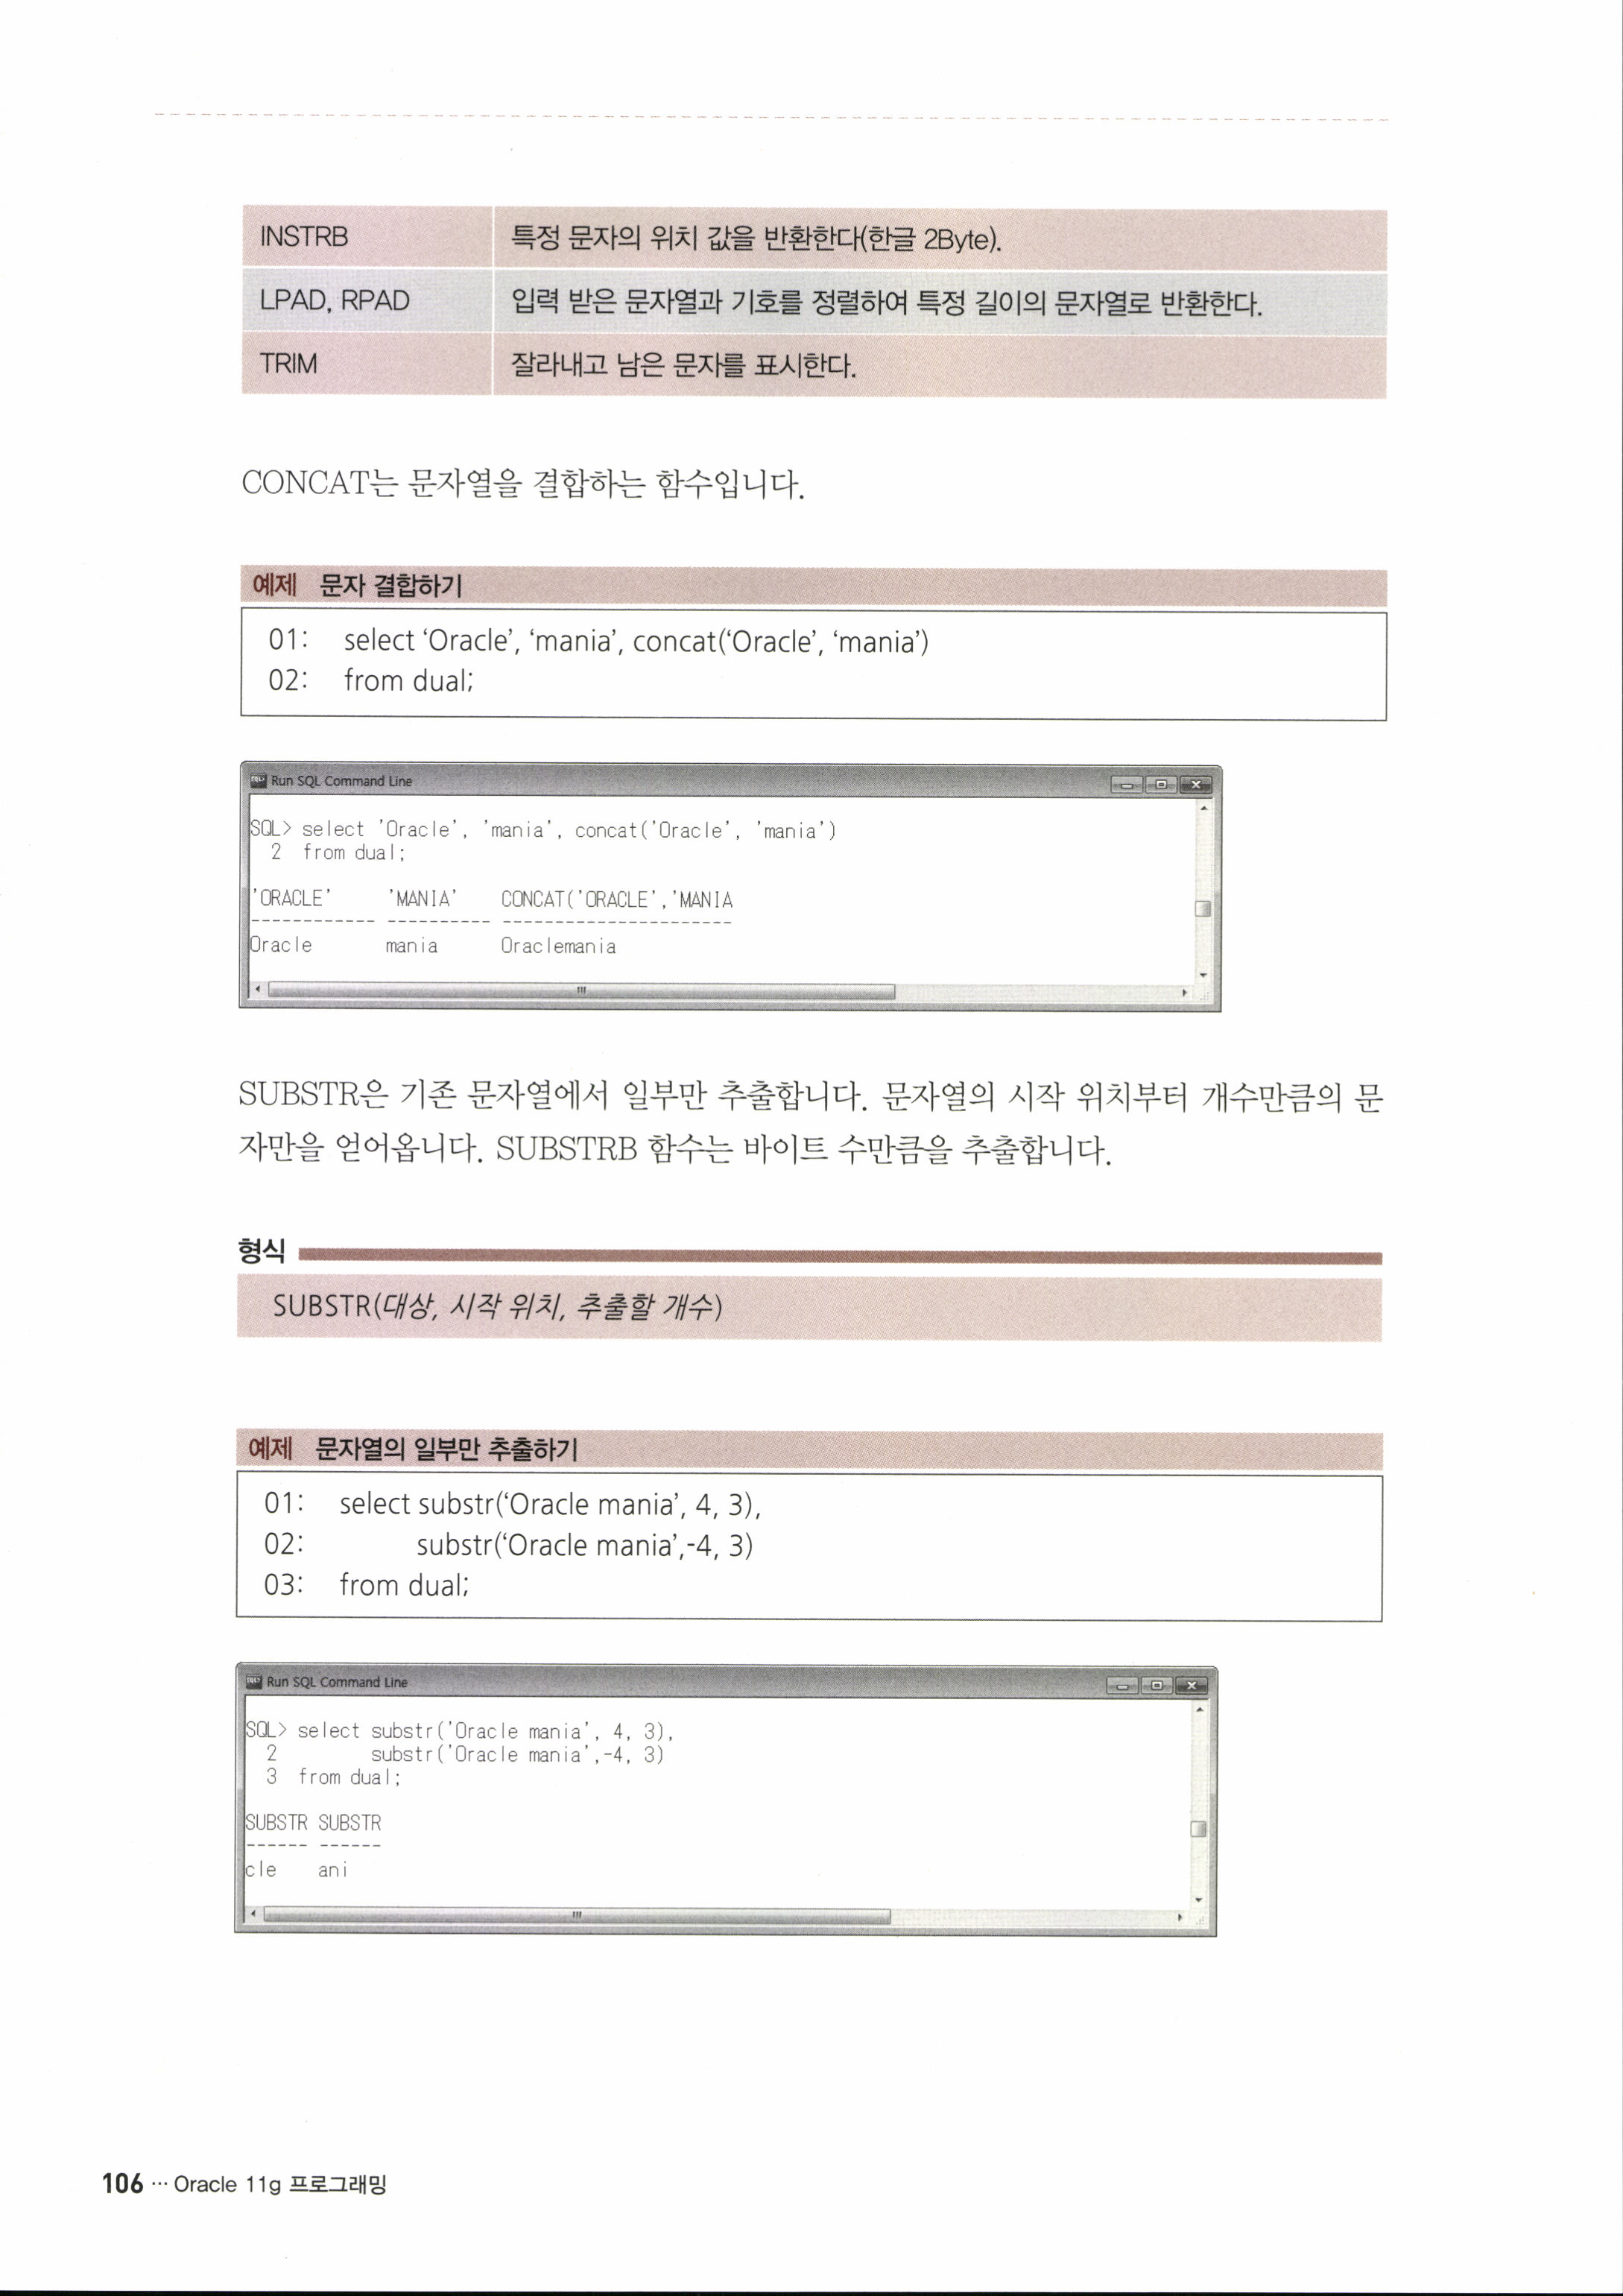 INSTRB 특정 문자의 위치 값을 반환한다(한글 2Byte).
LPAD, RPAD 입력 받은 문자열과 기호를 정렬하여 특정 길이의 문자열로 반환한다.
TRIM 잘라내고 남은 문자를 표시한다.
CONCAT는 문자열을 결합하는 함수입니다.
예제 문자 결합하기
01: select ‘Oracle’, ‘mania’, concat(‘Oracle’, ‘mania’)
02: from dual;
Run SQL Command Line
SQL> select 'Oracle', 'mania', concat('Oracle', 'mania')
2 from dual;
'ORACLE' 'MANIA' CONCAT('ORACLE','MANIA
------------ ---------- ----------------------
Oracle mania Oraclemania
SUBSTR은 기존 문자열에서 일부만 추출합니다. 문자열의 시작 위치부터 개수만큼의 문
자만을 얻어옵니다. SUBSTRB 함수는 바이트 수만큼을 추출합니다.
형식
SUBSTR(대상, 시작 위치, 추출할 개수)
예제 문자열의 일부만 추출하기
01: select substr(‘Oracle mania’, 4, 3),
02: substr(‘Oracle mania’,-4, 3)
03: from dual;
Run SQL Command Line
SQL> select substr('Oracle mania', 4, 3),
2 substr('Oracle mania',-4, 3)
3 from dual;
SUBSTR SUBSTR
------ ------
cle ani
106 ··· Oracle 11g 프로그래밍